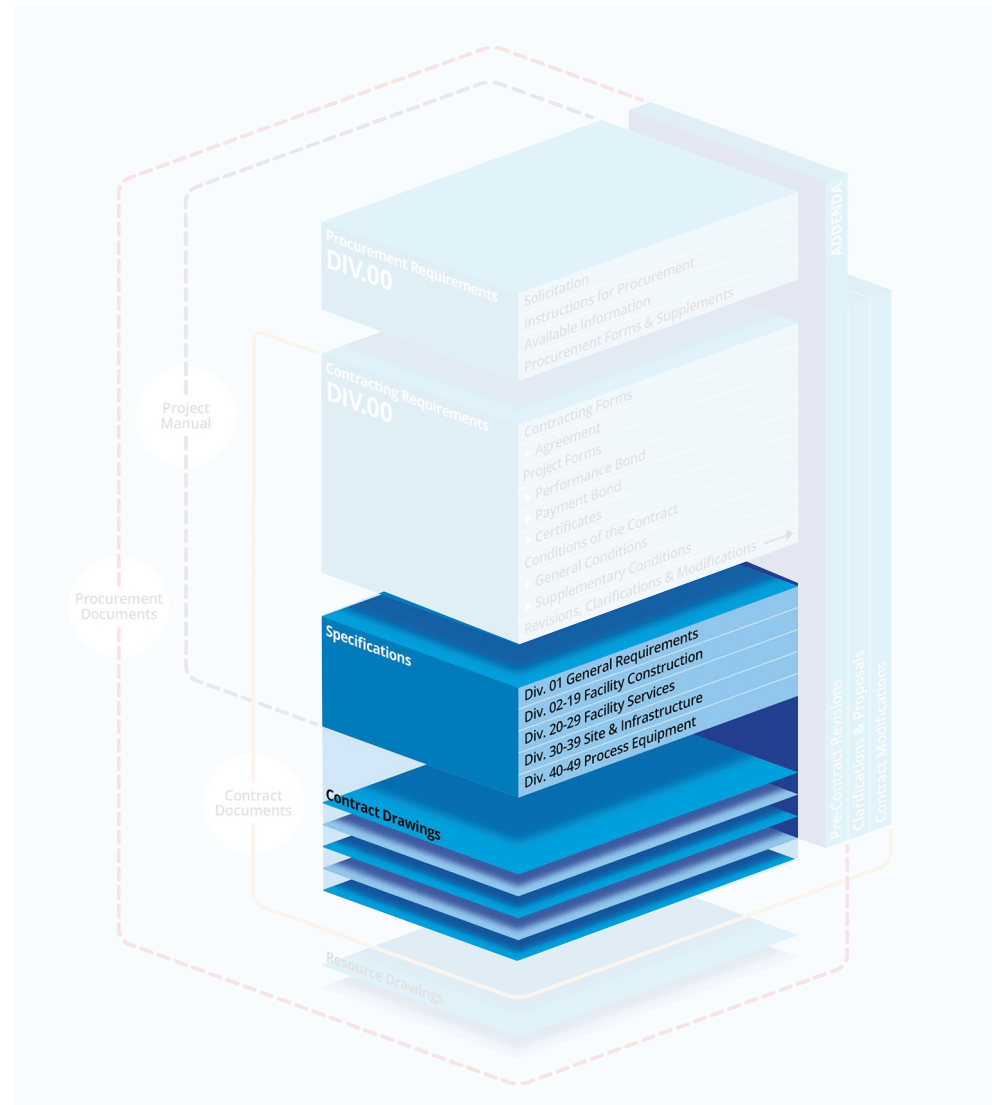 ADDENDA
Procurement Requirements
DIV.00
Solicitation
Instructions for Procurement
Available Information
Procurement Forms & Supplements
Contracting Requirements
DIV.00
Contracting Forms
Agreement
Project Forms
Performance Bond
Payment Bond
Certificates
Conditions of the Contract
General Conditions
Supplementary Conditions
Revisions, Clarifications & Modifications
Project
Manual
Procurement
Documents
Specifications
Div. 01 General Requirements
Div. 02-19 Facility Construction
Div. 20-29 Facility Services
Div. 30-39 Site & Infrastructure
Div. 40-49 Process Equipment
Contract
Documents
Contract Drawings
Pre-Contract Revisions
Clarifications & Proposals
Contract Modifications
Resource Drawings